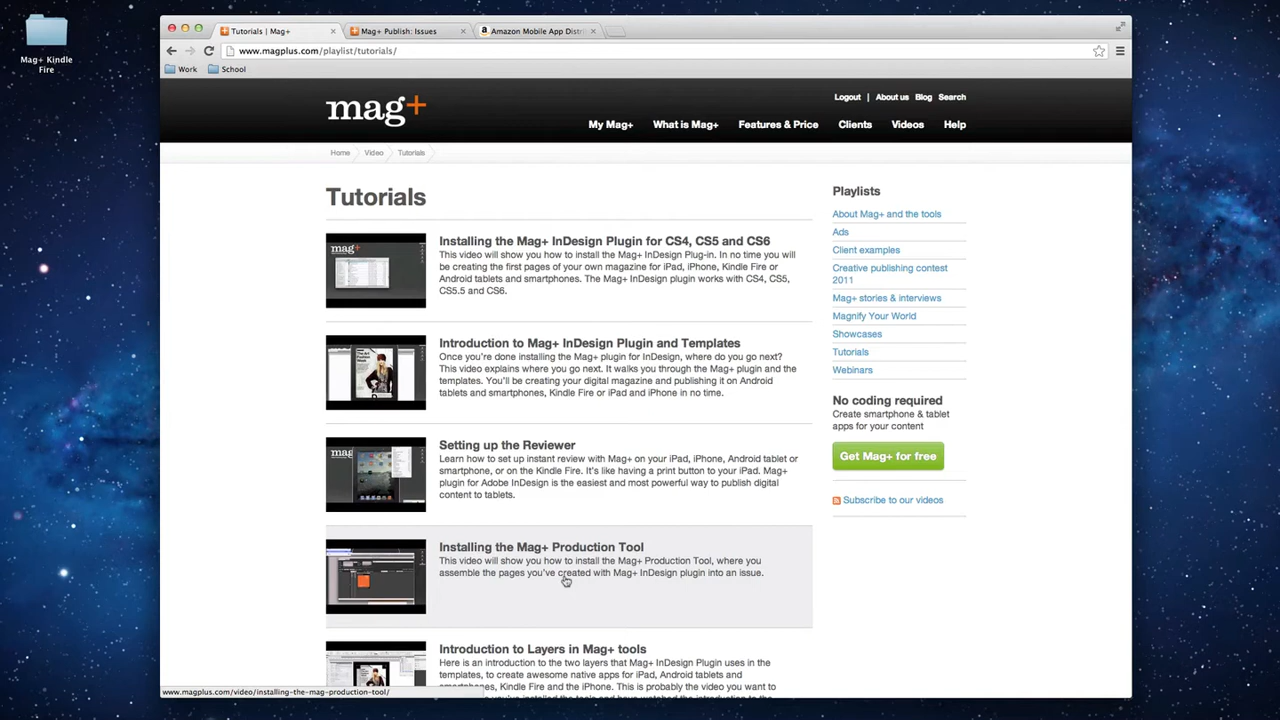 Mag+ Kindle
Fire
Tutorials | Mag+
Mag+ Publish: Issues
Amazon Mobile App Distri
www.magplus.com/playlist/tutorials/
Work
School
mag+
Logout | About us Blog Search
My Mag+ What is Mag+ Features & Price Clients Videos Help
Home Video Tutorials
Tutorials
Installing the Mag+ InDesign Plugin for CS4, CS5 and CS6
This video will show you how to install the Mag+ InDesign Plug-in. In no time you will
be creating the first pages of your own magazine for iPad, iPhone, Kindle Fire or
Android tablets and smartphones. The Mag+ InDesign plugin works with CS4, CS5,
CS5.5 and CS6.
Introduction to Mag+ InDesign Plugin and Templates
Once you're done installing the Mag+ plugin for InDesign, where do you go next?
This video explains where you go next. It walks you through the Mag+ plugin and the
templates. You'll be creating your digital magazine and publishing it on Android
tablets and smartphones, Kindle Fire or iPad and iPhone in no time.
Setting up the Reviewer
Learn how to set up instant review with Mag+ on your iPad, iPhone, Android tablet or
smartphone, or on the Kindle Fire. It's like having a print button to your iPad. Mag+
plugin for Adobe InDesign is the easiest and most powerful way to publish digital
content to tablets.
Installing the Mag+ Production Tool
This video will show you how to install the Mag+ Production Tool, where you
assemble the pages you've created with Mag+ InDesign plugin into an issue.
Introduction to Layers in Mag+ tools
Here is an introduction to the two layers that Mag+ InDesign Plugin uses in the
templates, to create awesome native apps for iPad, Android tablets and
smartphones, Kindle Fire and the iPhone. This is probably the video you want to
Playlists
About Mag+ and the tools
Ads
Client examples
Creative publishing contest
2011
Mag+ stories & interviews
Magnify Your World
Showcases
Tutorials
Webinars
No coding required
Create smartphone & tablet
apps for your content
Get Mag+ for free
Subscribe to our videos
www.magplus.com/video/installing-the-mag-production-tool/